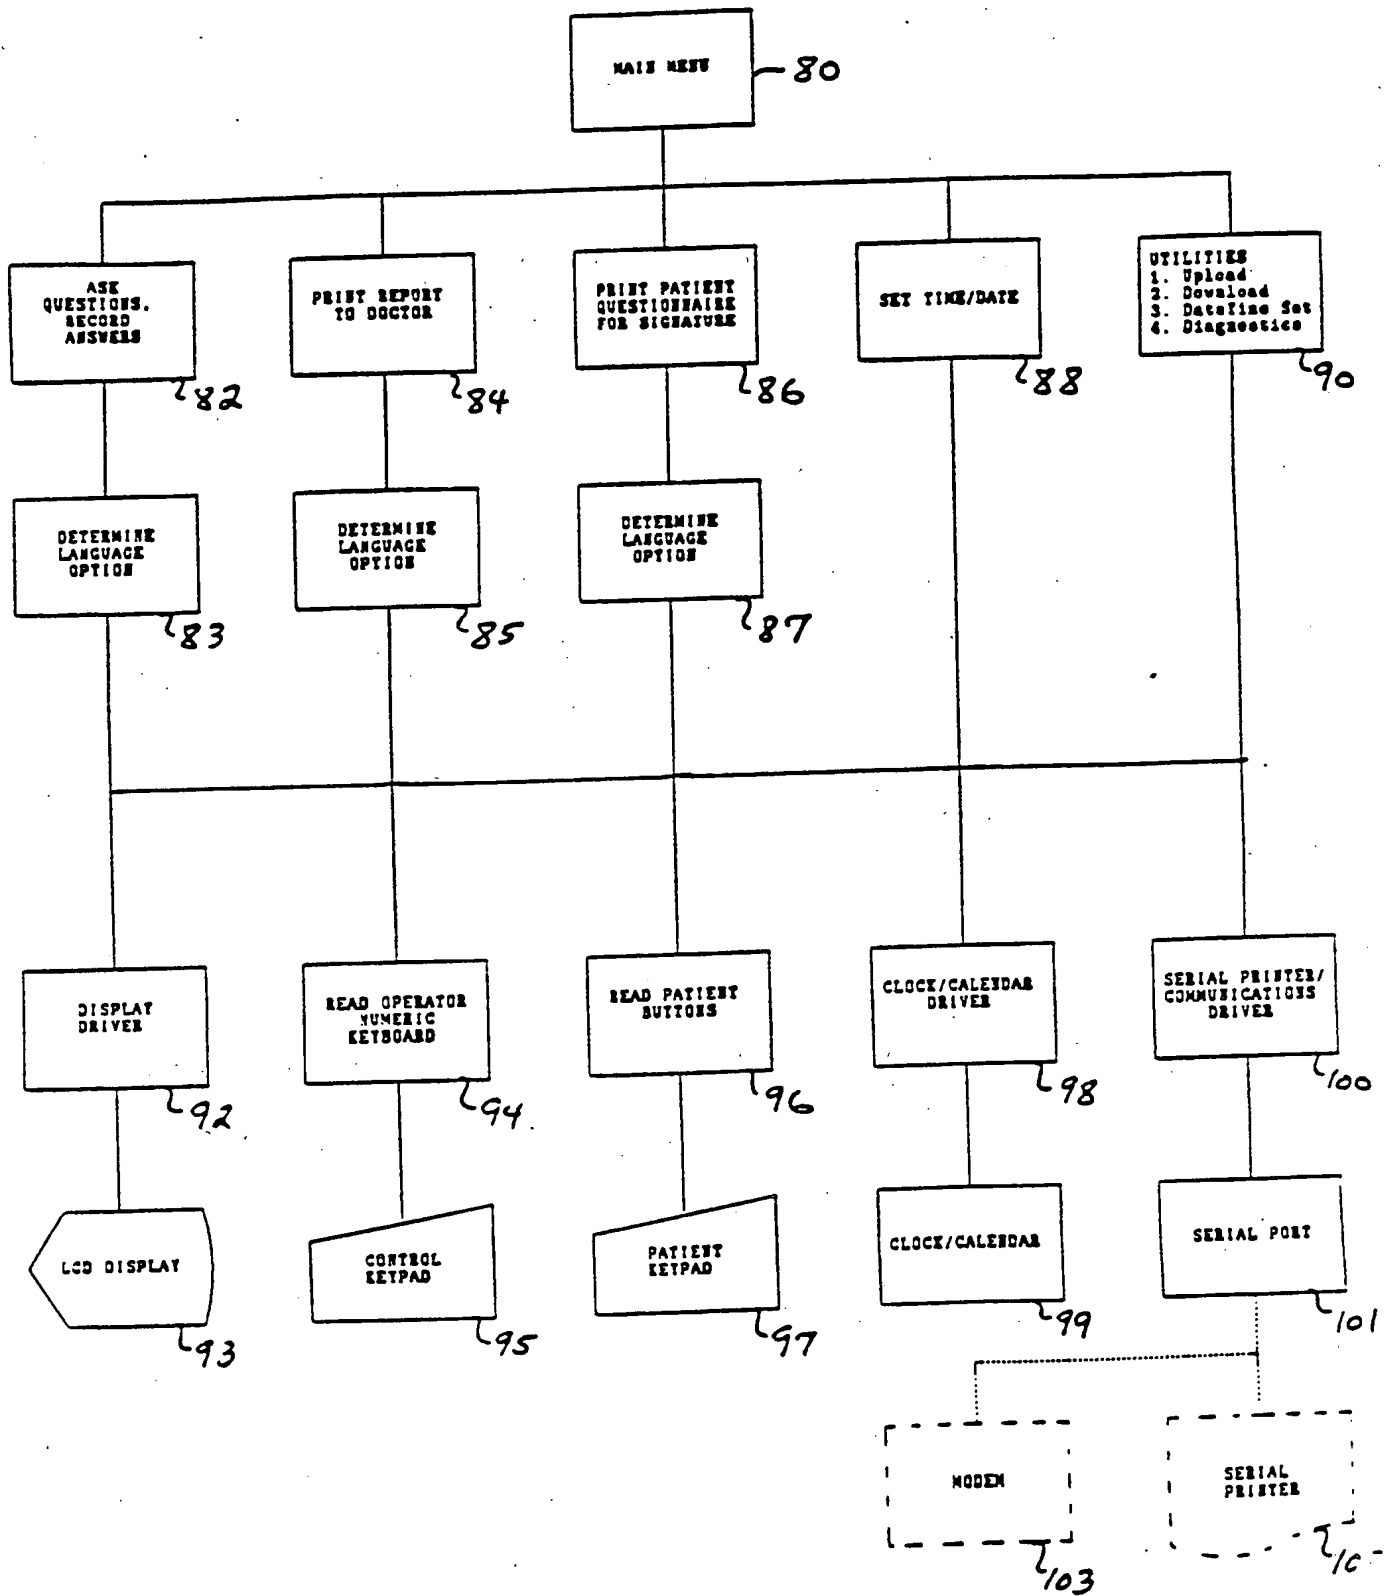 MAIN MENU
80
ASK
QUESTIONS.
RECORD
ANSWERS
82
PRINT REPORT
TO DOCTOR
84
PRINT PATIENT
QUESTIONNAIRE
FOR SIGNATURE
86
SET TIME/DATE
88
UTILITIES
1. Upload
2. Download
3. DateTime Set
4. Diagnostics
90
DETERMINE
LANGUAGE
OPTION
83
DETERMINE
LANGUAGE
OPTION
85
DETERMINE
LANGUAGE
OPTION
87
DISPLAY
DRIVER
92
READ OPERATOR
NUMERIC
KEYBOARD
94
READ PATIENT
BUTTONS
96
CLOCK/CALENDAR
DRIVER
98
SERIAL PRINTER/
COMMUNICATIONS
DRIVER
100
LCD DISPLAY
93
CONTROL
KEYPAD
95
PATIENT
KEYPAD
97
CLOCK/CALENDAR
99
SERIAL PORT
101
MODEM
103
SERIAL
PRINTER